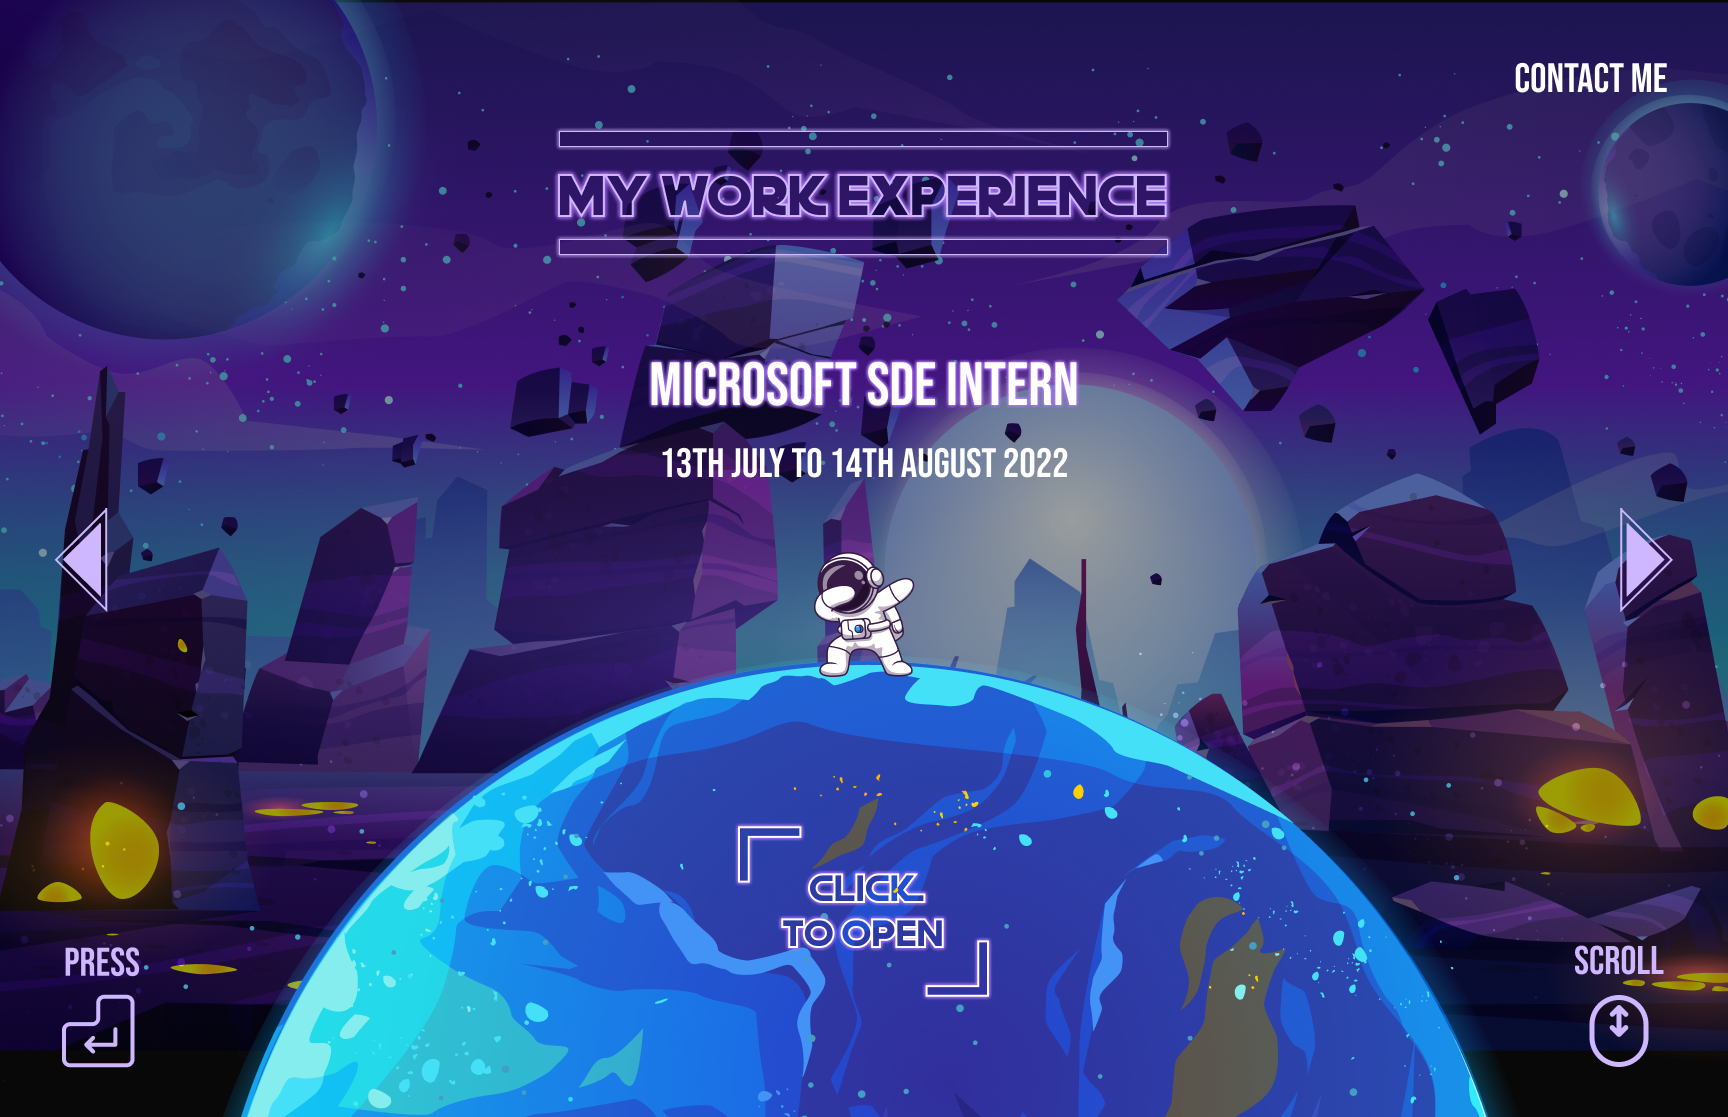 CONTACT ME
MY WORK EXPERIENCE
MICROSOFT SDE INTERN
13TH JULY TO 14TH AUGUST 2022
CLICK
TO OPEN
PRESS
SCROLL